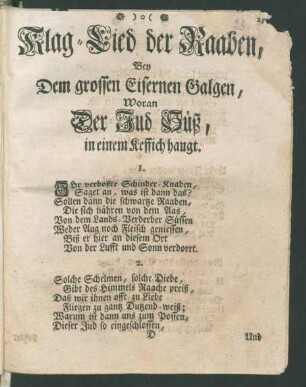 )o(
Klag-Lied der Raaben,
Bey
Dem grossen Eisernen Galgen,
Woran
Der Jud Süß,
in einem Keffich hangt.
1.
IHr verboßte Schinder-Knaben,
Saget an, was ist dann das?
Sollen dann die schwartze Raaben,
Die sich nähren von dem Aas,
Von dem Lands-Verderber Süssen
Weder Aug noch Fleisch geniessen,
Biß er hier an diesem Ort
Von der Lufft und Sonn verdorrt.
2.
Solche Schelmen, solche Diebe,
Gibt des Himmels Raache preiß,
Daß wir ihnen offt zu Liebe
Fliegen zu gantz Dutzend-weiß;
Warum ist dann uns zum Possen,
Dieser Jud so eingeschlossen,
D
Und